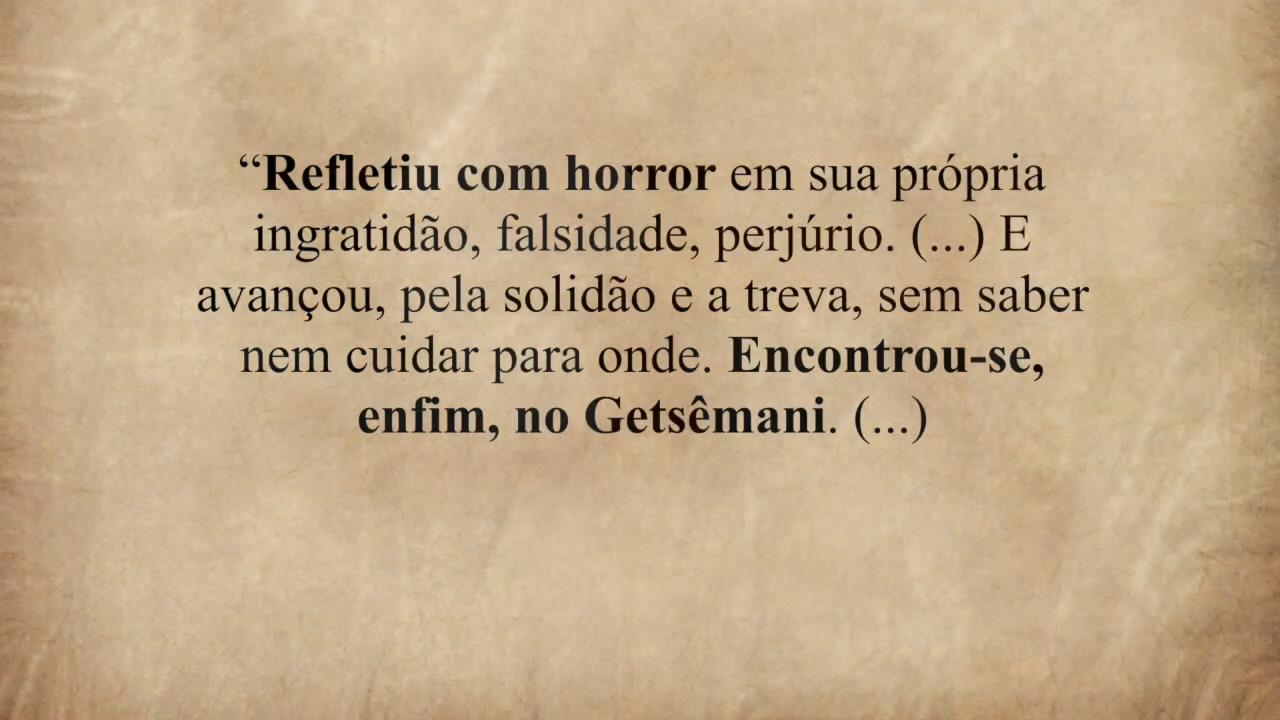 “Refletiu com horror em sua própria
ingratidão, falsidade, perjúrio. (...) E
avançou, pela solidão e a treva, sem saber
nem cuidar para onde. Encontrou-se,
enfim, no Getsêmani. (...)